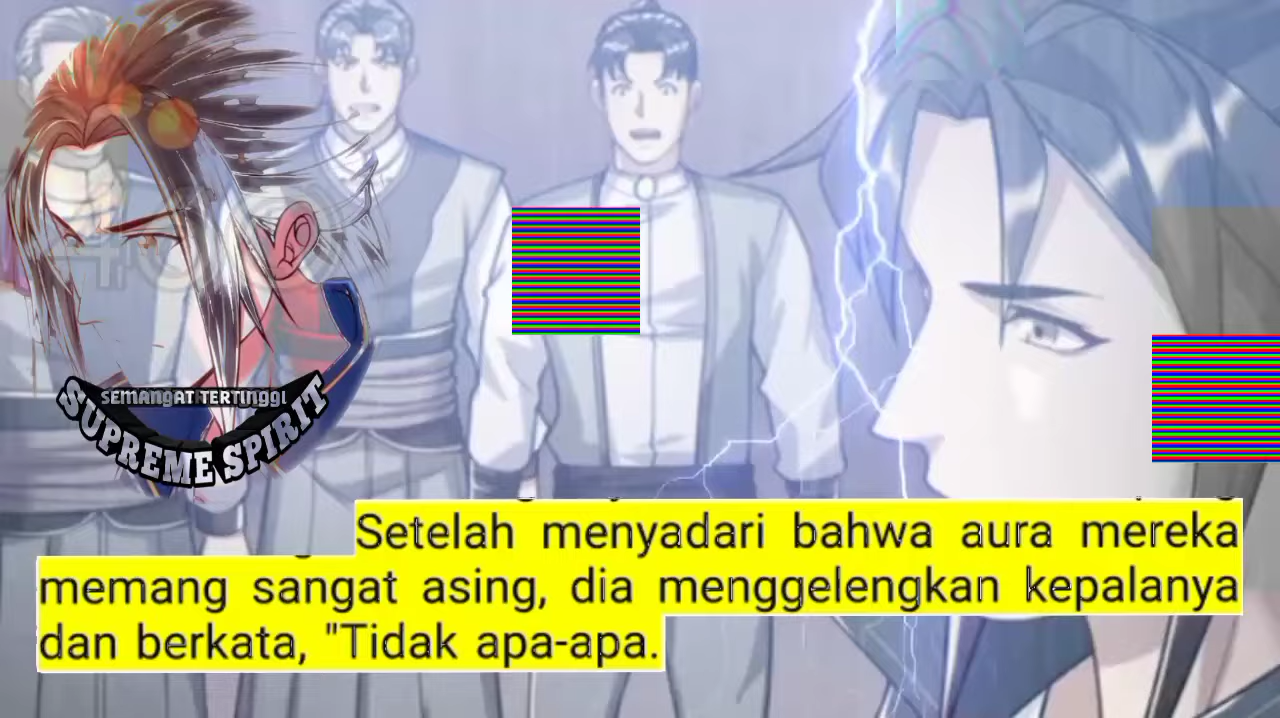 SEMANGAT TERTINGGI
SUPREME SPIRIT
Setelah menyadari bahwa aura mereka
memang sangat asing, dia menggelengkan kepalanya
dan berkata, "Tidak apa-apa.